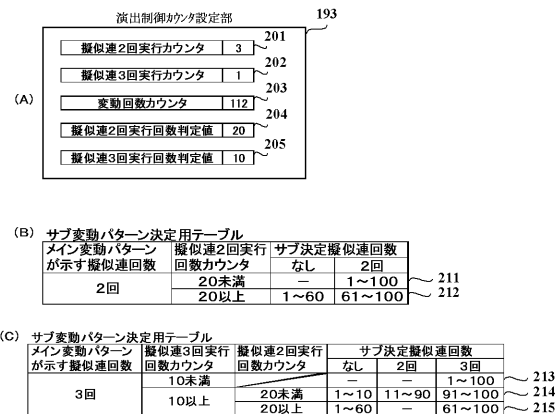 演出制御カウンタ設定部
193
(A)
擬似連2回実行カウンタ 3 201
擬似連3回実行カウンタ 1 202
変動回数カウンタ 112 203
擬似連2回実行回数判定値 20 204
擬似連3回実行回数判定値 10 205
(B) サブ変動パターン決定用テーブル
メイン変動パターン 擬似連2回実行 サブ決定擬似連回数
が示す擬似連回数 回数カウンタ なし 2回
2回 20未満 － 1～100 211
20以上 1～60 61～100 212
(C) サブ変動パターン決定用テーブル
メイン変動パターン 擬似連3回実行 擬似連2回実行 サブ決定擬似連回数
が示す擬似連回数 回数カウンタ 回数カウンタ なし 2回 3回
3回 10未満 － － 1～100 213
10以上 20未満 1～10 11～90 91～100 214
20以上 1～60 － 61～100 215